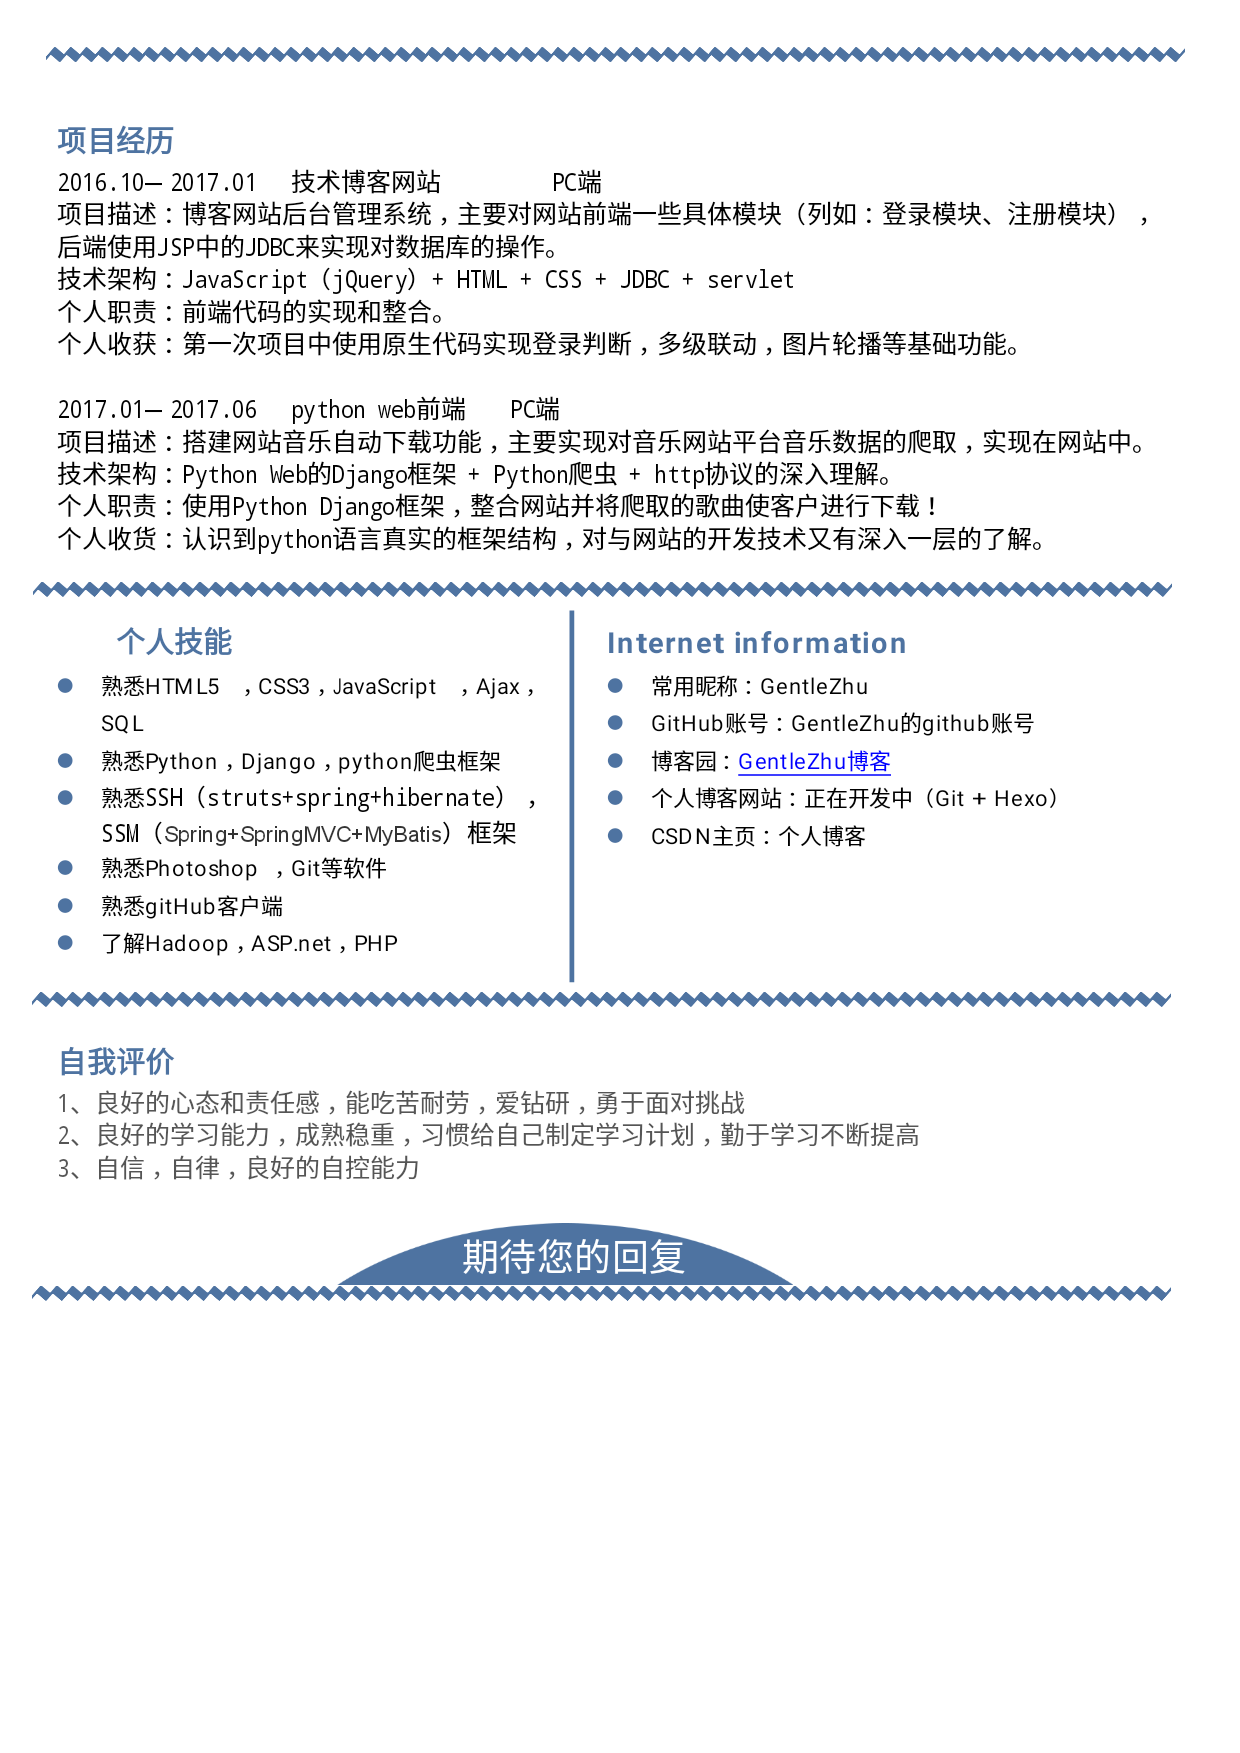 项目经历
2016.10—2017.01 技术博客网站 PC端
项目描述：博客网站后台管理系统，主要对网站前端一些具体模块（列如：登录模块、注册模块），
后端使用JSP中的JDBC来实现对数据库的操作。
技术架构：JavaScript（jQuery）+ HTML + CSS + JDBC + servlet
个人职责：前端代码的实现和整合。
个人收获：第一次项目中使用原生代码实现登录判断，多级联动，图片轮播等基础功能。
2017.01—2017.06 python web前端 PC端
项目描述：搭建网站音乐自动下载功能，主要实现对音乐网站平台音乐数据的爬取，实现在网站中。
技术架构：Python Web的Django框架 + Python爬虫 + http协议的深入理解。
个人职责：使用Python Django框架，整合网站并将爬取的歌曲使客户进行下载！
个人收货：认识到python语言真实的框架结构，对与网站的开发技术又有深入一层的了解。
个人技能
熟悉HTML5 ，CSS3，JavaScript ，Ajax，
SQL
熟悉Python，Django，python爬虫框架
熟悉SSH（struts+spring+hibernate），
SSM（Spring+SpringMVC+MyBatis）框架
熟悉Photoshop ，Git等软件
熟悉gitHub客户端
了解Hadoop，ASP.net，PHP
Internet information
常用昵称：GentleZhu
GitHub账号：GentleZhu的github账号
博客园：GentleZhu博客
个人博客网站：正在开发中（Git + Hexo）
CSDN主页：个人博客
自我评价
1、良好的心态和责任感，能吃苦耐劳，爱钻研，勇于面对挑战
2、良好的学习能力，成熟稳重，习惯给自己制定学习计划，勤于学习不断提高
3、自信，自律，良好的自控能力
期待您的回复